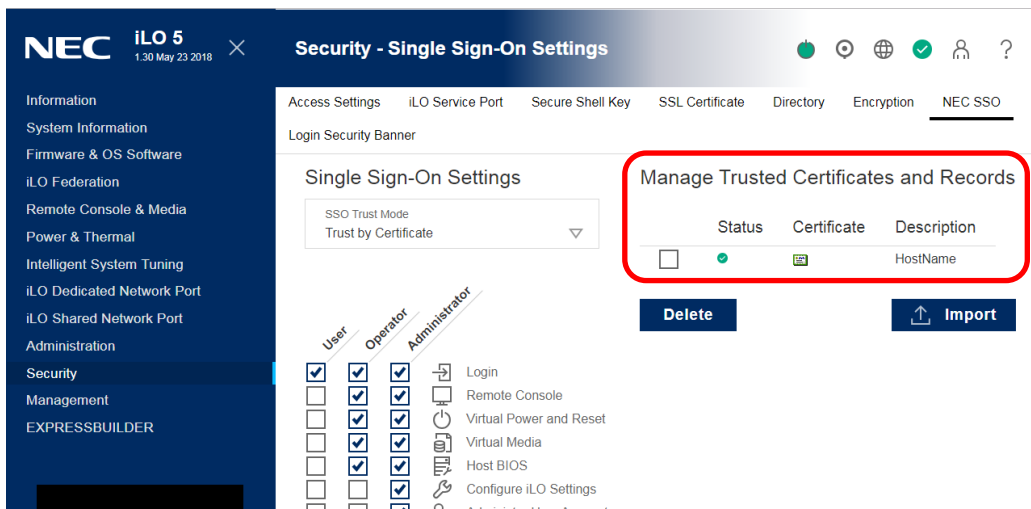 NEC
iLO 5
1.30 May 23 2018
Security - Single Sign-On Settings
?
Information
System Information
Firmware & OS Software
iLO Federation
Remote Console & Media
Power & Thermal
Intelligent System Tuning
iLO Dedicated Network Port
iLO Shared Network Port
Administration
Security
Management
EXPRESSBUILDER
Access Settings iLO Service Port Secure Shell Key SSL Certificate Directory Encryption NEC SSO
Login Security Banner
Single Sign-On Settings
SSO Trust Mode
Trust by Certificate
User Operator Administrator
Login
Remote Console
Virtual Power and Reset
Virtual Media
Host BIOS
Configure iLO Settings
Manage Trusted Certificates and Records
Status Certificate Description
HostName
Delete Import